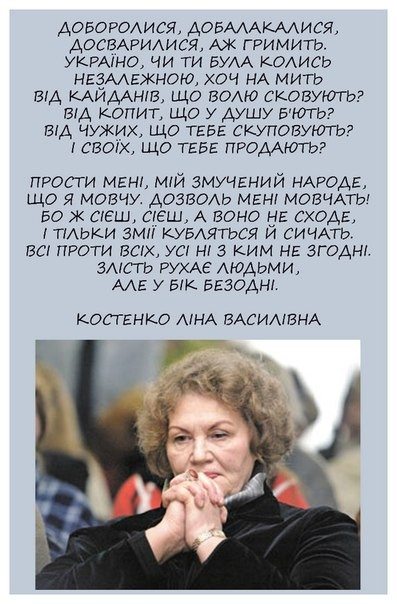 ДОБОРОЛИСЯ, ДОБАЛАКАЛИСЯ,
ДОСВАРИЛИСЯ, АЖ ГРИМИТЬ.
УКРАЇНО, ЧИ ТИ БУЛА КОЛИСЬ
НЕЗАЛЕЖНОЮ, ХОЧ НА МИТЬ
ВІД КАЙДАНІВ, ЩО ВОЛЮ СКОВУЮТЬ?
ВІД КОПИТ, ЩО У ДУШУ Б'ЮТЬ?
ВІД ЧУЖИХ, ЩО ТЕБЕ СКУПОВУЮТЬ?
І СВОЇХ, ЩО ТЕБЕ ПРОДАЮТЬ?
ПРОСТИ МЕНІ, МІЙ ЗМУЧЕНИЙ НАРОДЕ,
ЩО Я МОВЧУ. ДОЗВОЛЬ МЕНІ МОВЧАТЬ!
БО Ж СІЄШ, СІЄШ, А ВОНО НЕ СХОДЕ,
І ТІЛЬКИ ЗМІЇ КУБЛЯТЬСЯ Й СИЧАТЬ.
ВСІ ПРОТИ ВСІХ, УСІ НІ З КИМ НЕ ЗГОДНІ.
ЗЛІСТЬ РУХАЄ ЛЮДЬМИ,
АЛЕ У БІК БЕЗОДНІ.
КОСТЕНКО ЛІНА ВАСИЛІВНА